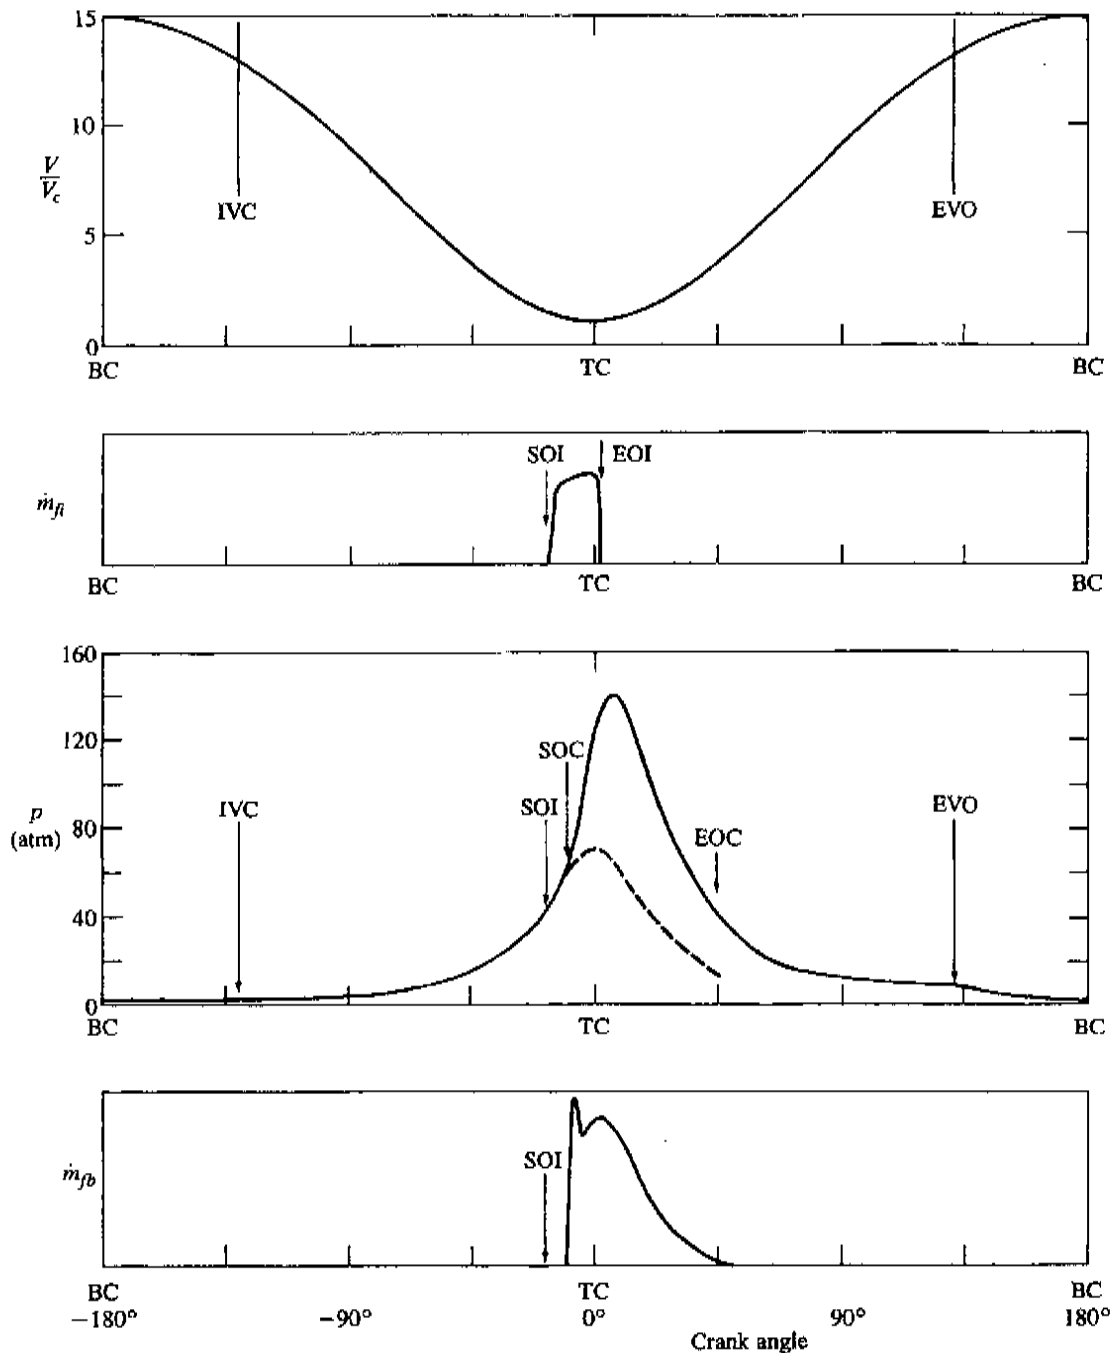 15
10
V
V_c
5
0
IVC
EVO
BC
TC
BC
SOI
EOI
ṁ_fi
BC
TC
BC
160
120
SOC
p
(atm)
80
IVC
SOI
EVO
EOC
40
0
BC
TC
BC
ṁ_fb
SOI
BC
TC
BC
−180°
−90°
0°
90°
180°
Crank angle